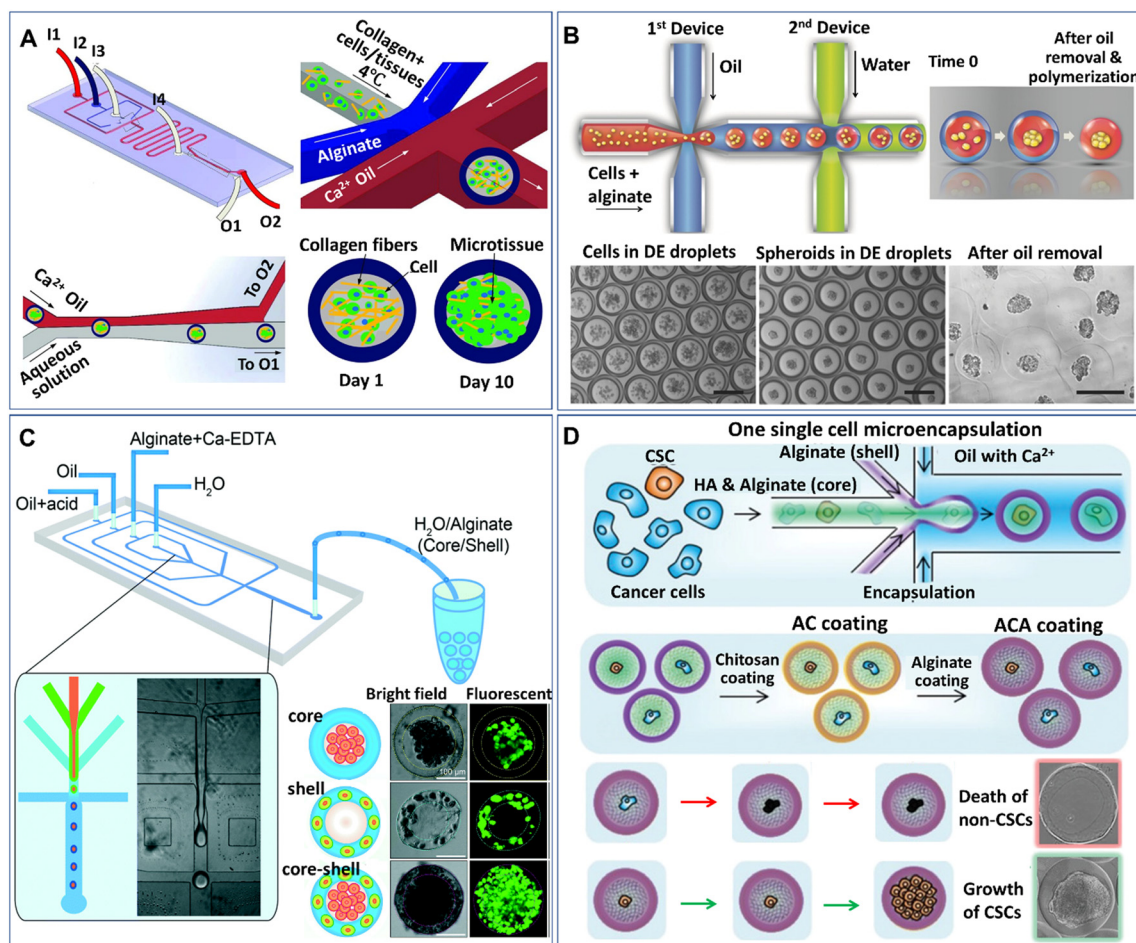 A
I1
I2
I3
I4
O1
O2
Collagen+
cells/tissues
4°C
Alginate
Ca²⁺ Oil
Ca²⁺ Oil
To O2
Aqueous
solution
To O1
Collagen fibers
Cell
Microtissue
Day 1
Day 10
B
1ˢᵗ Device
2ⁿᵈ Device
Oil
Water
Cells +
alginate
Time 0
After oil
removal &
polymerization
Cells in DE droplets
Spheroids in DE droplets
After oil removal
C
Alginate+Ca-EDTA
Oil
H₂O
Oil+acid
H₂O/Alginate
(Core/Shell)
Bright field
Fluorescent
core
100 µm
shell
core-shell
D
One single cell microencapsulation
Alginate (shell)
Oil with Ca²⁺
CSC
HA & Alginate (core)
Cancer cells
Encapsulation
AC coating
ACA coating
Chitosan
coating
Alginate
coating
Death of
non-CSCs
Growth
of CSCs